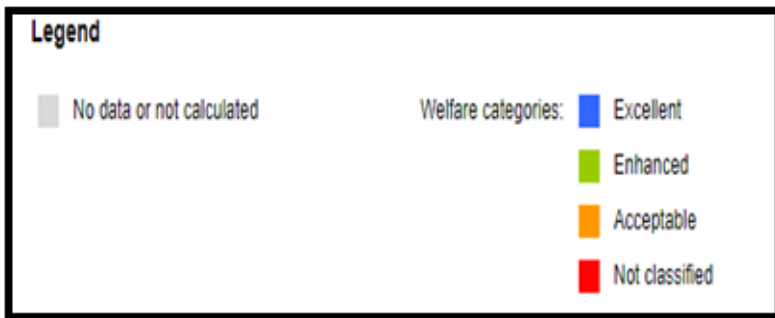 Legend
No data or not calculated
Welfare categories: Excellent
Enhanced
Acceptable
Not classified